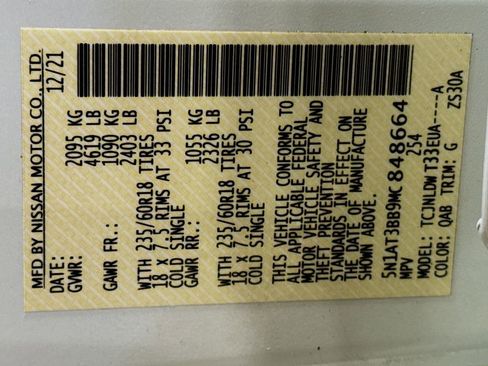 MFD BY NISSAN MOTOR CO., LTD.
DATE: 12/21
GVWR: 2095 KG
4619 LB
GAWR FR.: 1090 KG
2403 LB
WITH 235/60R18 TIRES
18 X 7.5 RIMS AT 33 PSI
COLD SINGLE
GAWR RR.: 1055 KG
2326 LB
WITH 235/60R18 TIRES
18 X 7.5 RIMS AT 30 PSI
COLD SINGLE
THIS VEHICLE CONFORMS TO
ALL APPLICABLE FEDERAL
MOTOR VEHICLE SAFETY AND
THEFT PREVENTION
STANDARDS IN EFFECT ON
THE DATE OF MANUFACTURE
SHOWN ABOVE.
5N1AT3BB9MC848664
MPV 254
MODEL: TCJNLDW T33EUA----A
COLOR: QAB TRIM: G ZS30A